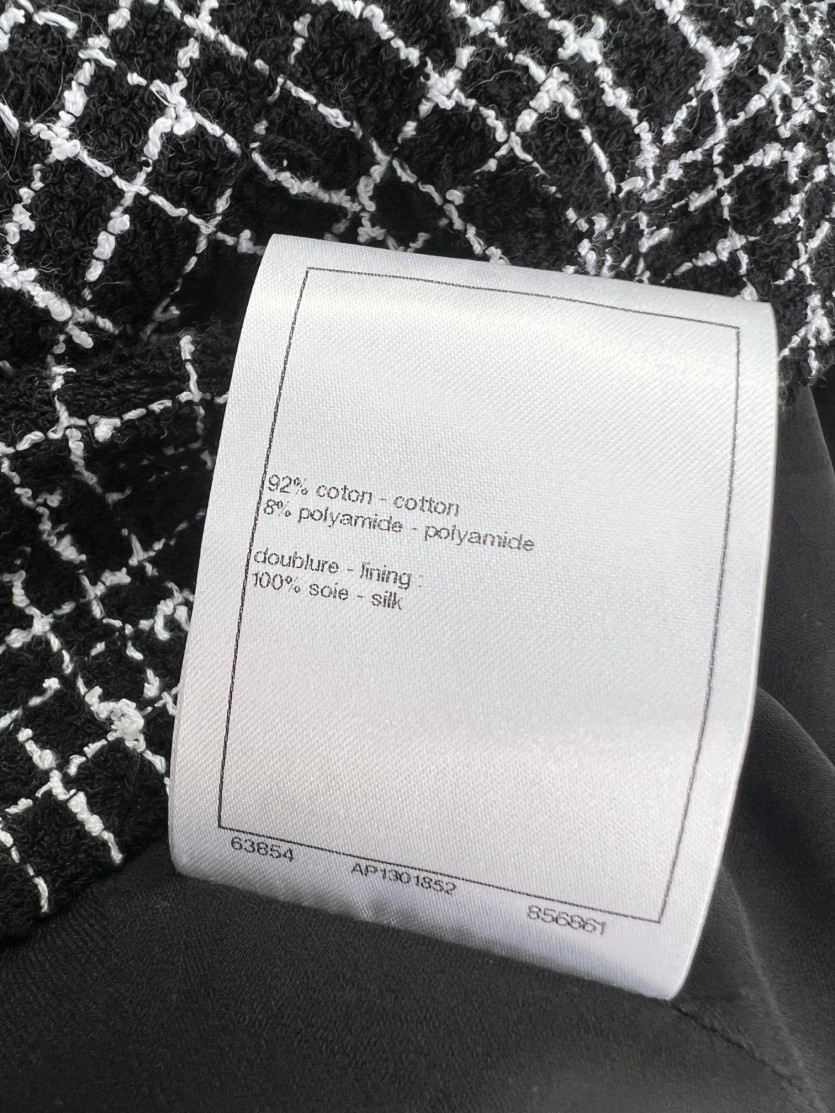 92% coton - cotton
8% polyamide - polyamide
doublure - lining :
100% soie - silk
63854 AP1301852 856861